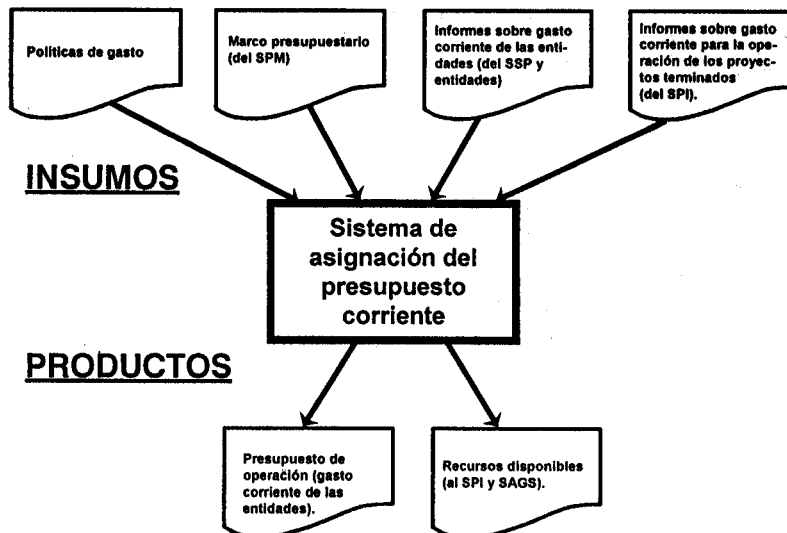 Políticas de gasto
Marco presupuestario
(del SPM)
Informes sobre gasto
corriente de las enti-
dades (del SSP y
entidades)
Informes sobre gasto
corriente para la ope-
ración de los proyec-
tos terminados
(del SPI).
INSUMOS
Sistema de
asignación del
presupuesto
corriente
PRODUCTOS
Presupuesto de
operación (gasto
corriente de las
entidades).
Recursos disponibles
(al SPI y SAGS).